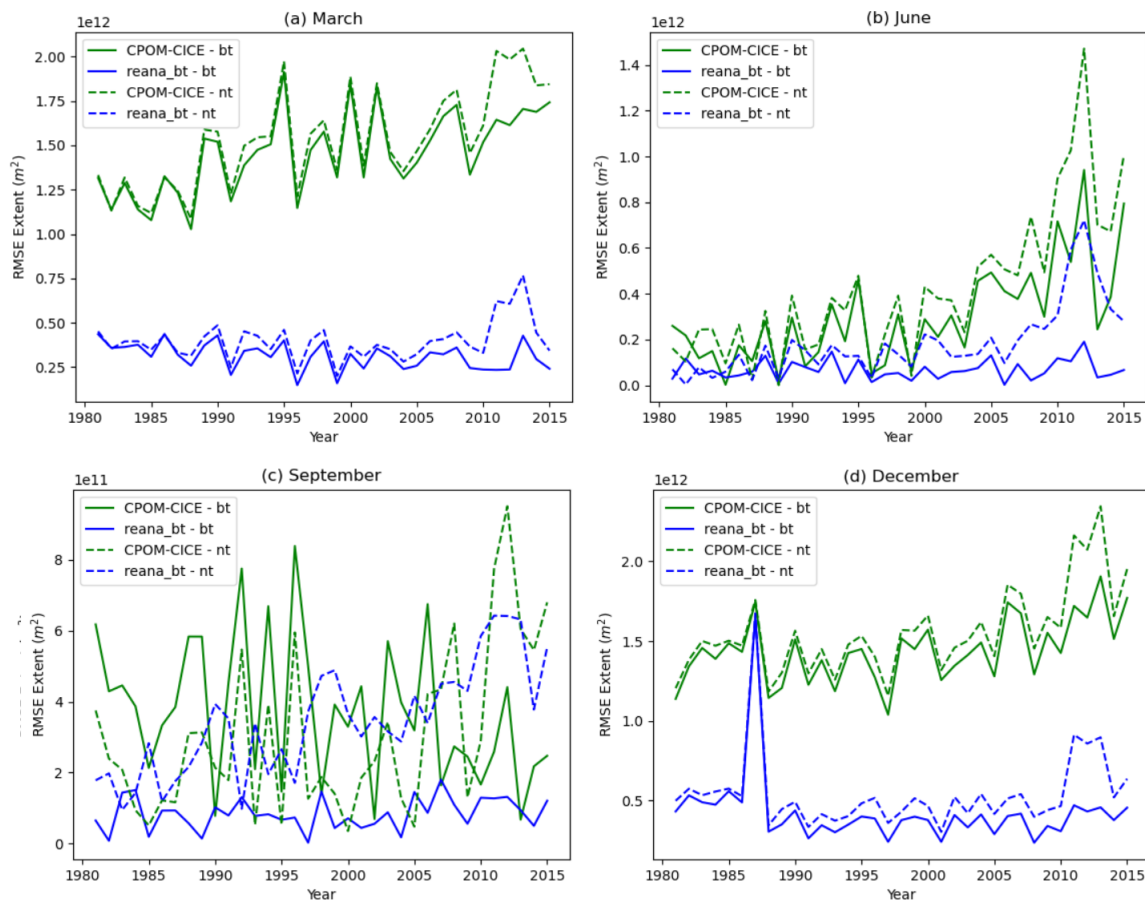 (a) March
1e12
CPOM-CICE - bt
reana_bt - bt
CPOM-CICE - nt
reana_bt - nt
2.00
1.75
1.50
1.25
1.00
0.75
0.50
0.25
RMSE Extent (m²)
1980 1985 1990 1995 2000 2005 2010 2015
Year
(b) June
1e12
CPOM-CICE - bt
reana_bt - bt
CPOM-CICE - nt
reana_bt - nt
1.4
1.2
1.0
0.8
0.6
0.4
0.2
0.0
RMSE Extent (m²)
1980 1985 1990 1995 2000 2005 2010 2015
Year
(c) September
1e11
CPOM-CICE - bt
reana_bt - bt
CPOM-CICE - nt
reana_bt - nt
8
6
4
2
0
RMSE Extent (m²)
1980 1985 1990 1995 2000 2005 2010 2015
Year
(d) December
1e12
CPOM-CICE - bt
reana_bt - bt
CPOM-CICE - nt
reana_bt - nt
2.0
1.5
1.0
0.5
RMSE Extent (m²)
1980 1985 1990 1995 2000 2005 2010 2015
Year